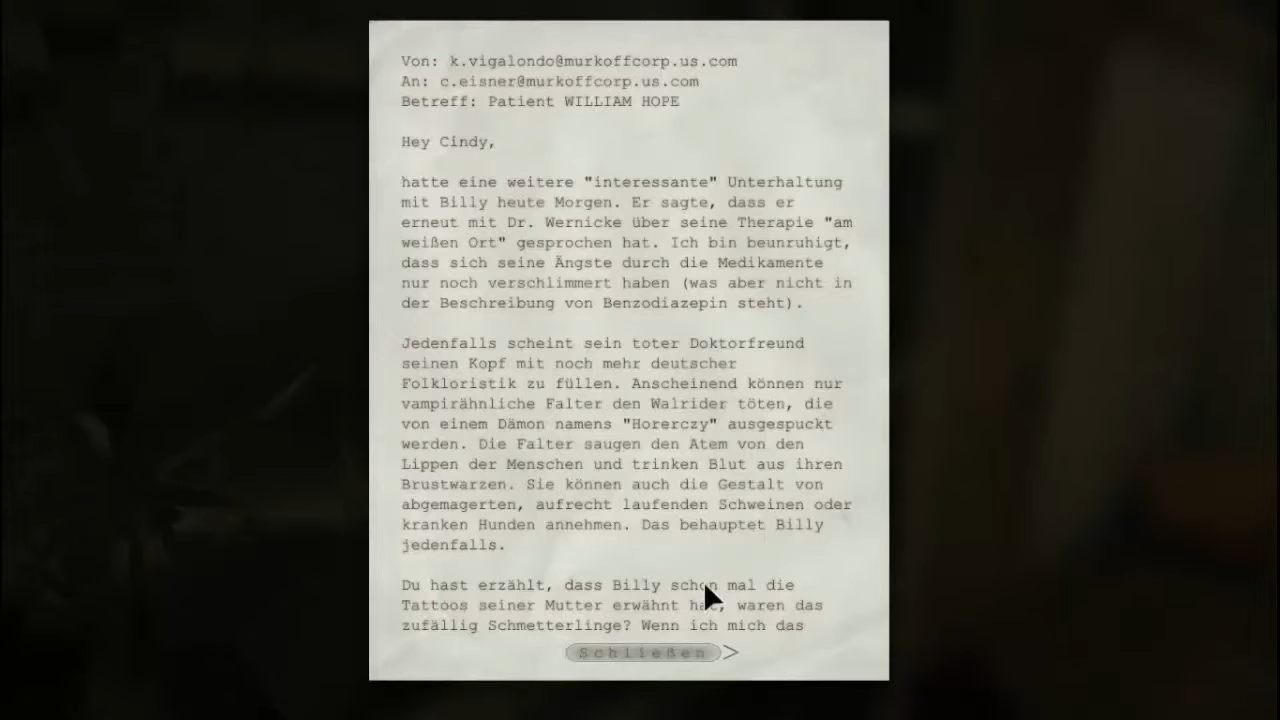 Von: k.vigalondo@murkoffcorp.us.com
An: c.eisner@murkoffcorp.us.com
Betreff: Patient WILLIAM HOPE
Hey Cindy,
hatte eine weitere "interessante" Unterhaltung
mit Billy heute Morgen. Er sagte, dass er
erneut mit Dr. Wernicke über seine Therapie "am
weißen Ort" gesprochen hat. Ich bin beunruhigt,
dass sich seine Ängste durch die Medikamente
nur noch verschlimmert haben (was aber nicht in
der Beschreibung von Benzodiazepin steht).
Jedenfalls scheint sein toter Doktorfreund
seinen Kopf mit noch mehr deutscher
Folkloristik zu füllen. Anscheinend können nur
vampirähnliche Falter den Walrider töten, die
von einem Dämon namens "Horerczy" ausgespuckt
werden. Die Falter saugen den Atem von den
Lippen der Menschen und trinken Blut aus ihren
Brustwarzen. Sie können auch die Gestalt von
abgemagerten, aufrecht laufenden Schweinen oder
kranken Hunden annehmen. Das behauptet Billy
jedenfalls.
Du hast erzählt, dass Billy schon mal die
Tattoos seiner Mutter erwähnt hat, waren das
zufällig Schmetterlinge? Wenn ich mich das
Schließen >